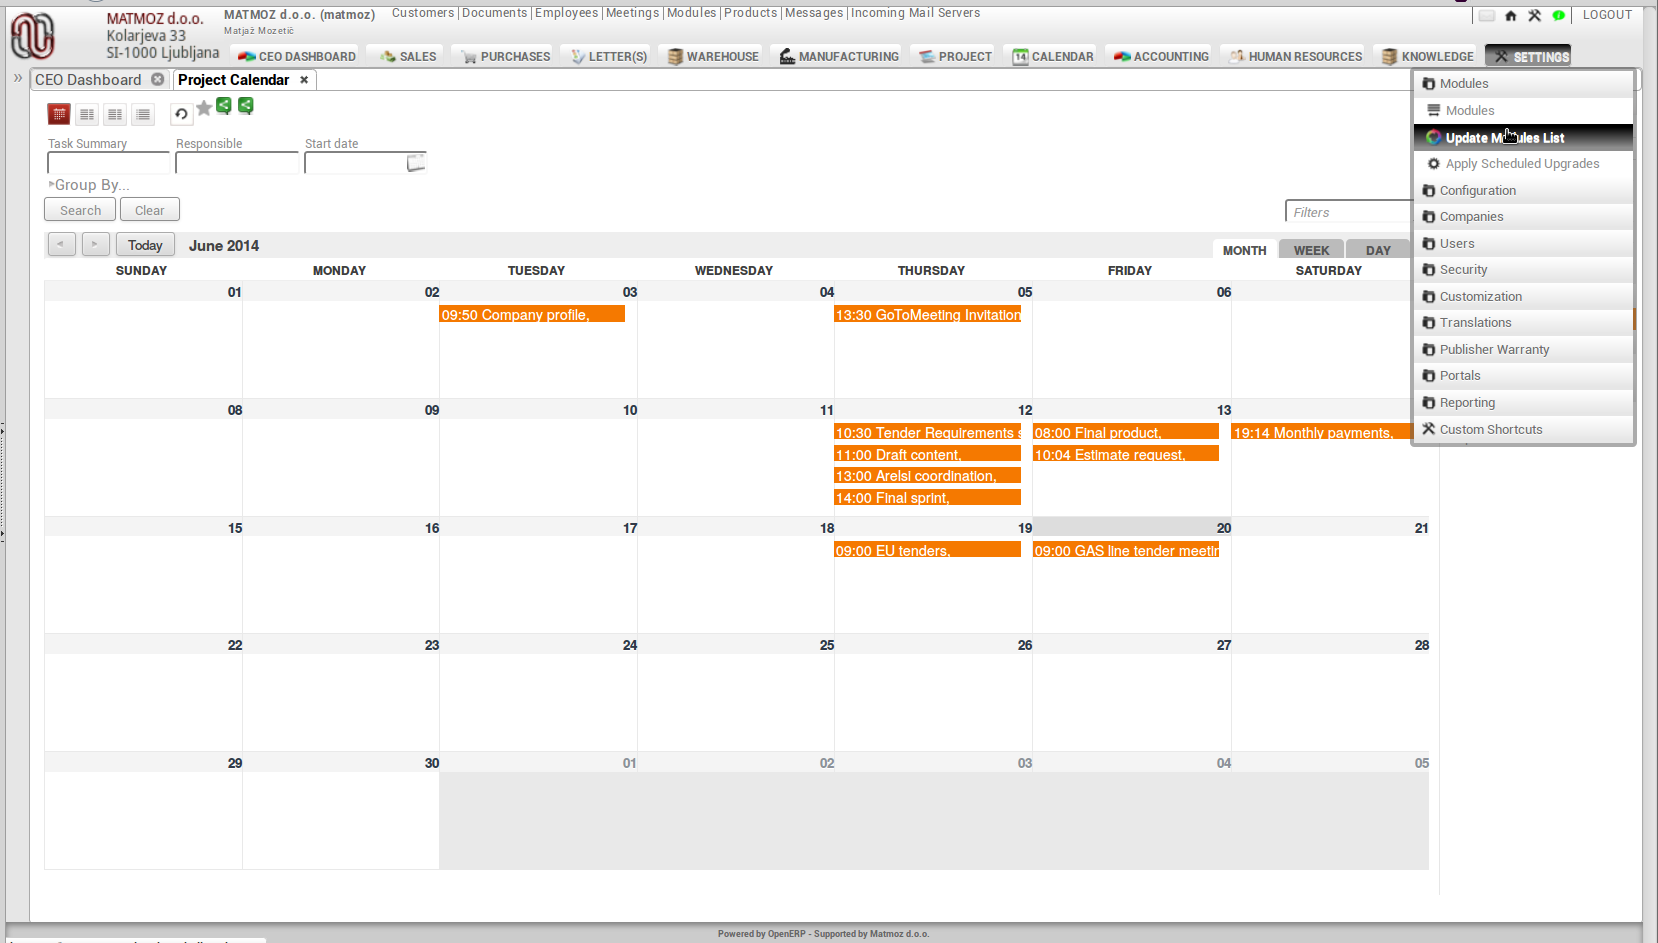 MATMOZ d.o.o.
Kolarjeva 33
SI-1000 Ljubljana
MATMOZ d.o.o. (matmoz)
Matjaž Mozetič
Customers | Documents | Employees | Meetings | Modules | Products | Messages | Incoming Mail Servers
LOGOUT
CEO DASHBOARD SALES PURCHASES LETTER(S) WAREHOUSE MANUFACTURING PROJECT 14 CALENDAR ACCOUNTING HUMAN RESOURCES KNOWLEDGE SETTINGS
» CEO Dashboard Project Calendar
Task Summary Responsible Start date
Group By...
Search Clear
Filters
Today June 2014
MONTH WEEK DAY
SUNDAY MONDAY TUESDAY WEDNESDAY THURSDAY FRIDAY SATURDAY
01 02 03 04 05 06
09:50 Company profile, 13:30 GoToMeeting Invitation
08 09 10 11 12 13
10:30 Tender Requirements 08:00 Final product, 19:14 Monthly payments,
11:00 Draft content, 10:04 Estimate request,
13:00 Arelsi coordination,
14:00 Final sprint,
15 16 17 18 19 20 21
09:00 EU tenders, 09:00 GAS line tender
22 23 24 25 26 27 28
29 30 01 02 03 04 05
Modules
Modules
Update Modules List
Apply Scheduled Upgrades
Configuration
Companies
Users
Security
Customization
Translations
Publisher Warranty
Portals
Reporting
Custom Shortcuts
Powered by OpenERP - Supported by Matmoz d.o.o.